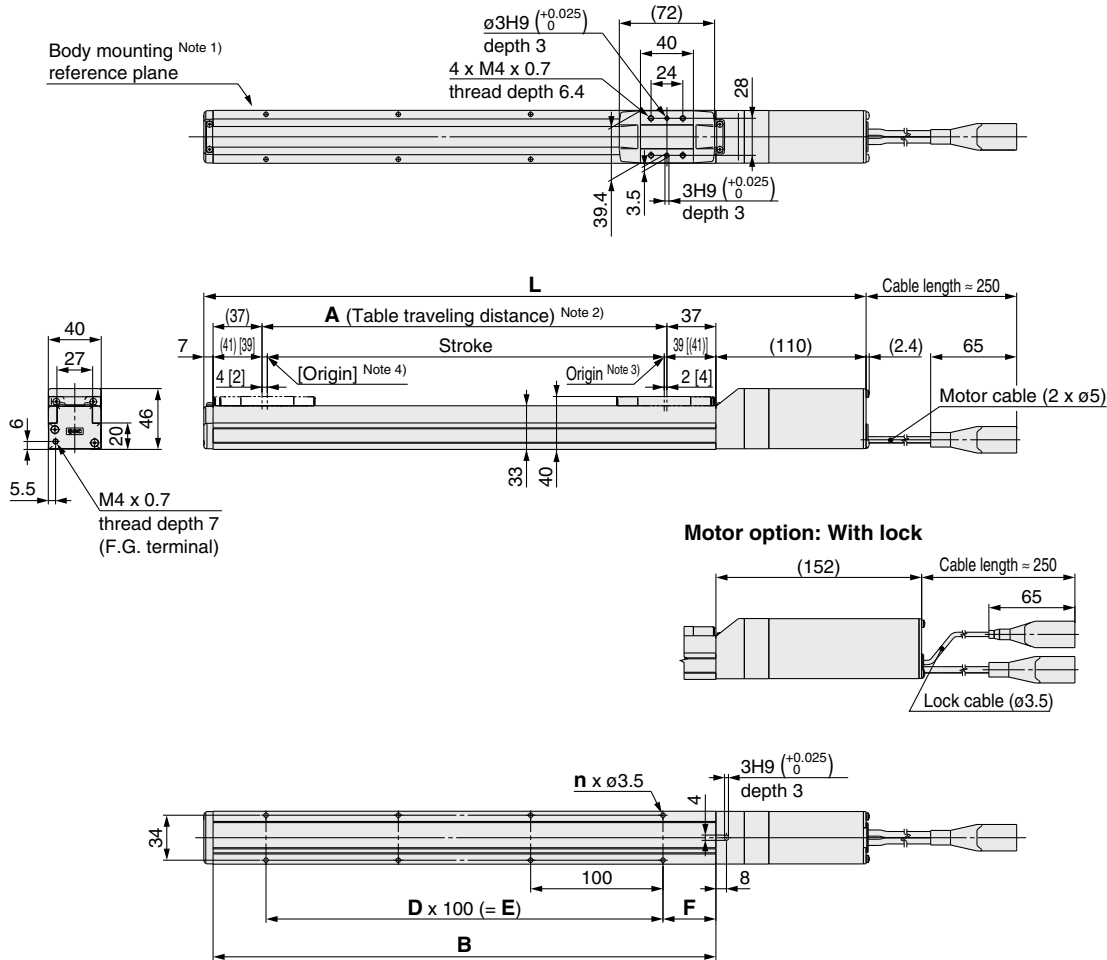 (72)
ø3H9 (+0.025 0)
depth 3
40
Body mounting Note 1)
reference plane
4 x M4 x 0.7
thread depth 6.4
24
28
39.4
3.5
3H9 (+0.025 0)
depth 3
L
Cable length ≈ 250
(37)
A (Table traveling distance) Note 2)
37
40
7
(41) [39]
Stroke
39 [(41)]
(110)
(2.4)
65
27
4 [2]
[Origin] Note 4)
Origin Note 3)
2 [4]
Motor cable (2 x ø5)
6
20
46
33
40
5.5
M4 x 0.7
thread depth 7
(F.G. terminal)
Motor option: With lock
(152)
Cable length ≈ 250
65
Lock cable (ø3.5)
3H9 (+0.025 0)
depth 3
n x ø3.5
4
34
100
8
D x 100 (= E)
F
B